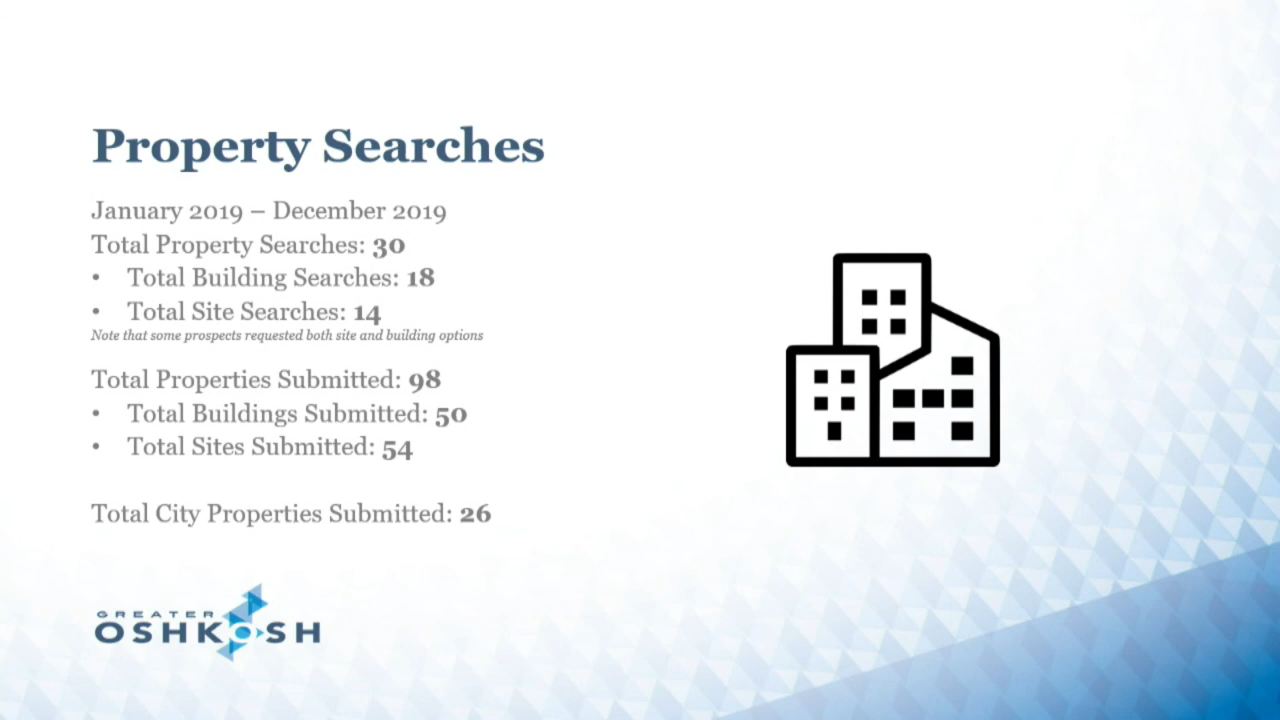 Property Searches
January 2019 – December 2019
Total Property Searches: 30
• Total Building Searches: 18
• Total Site Searches: 14
Note that some prospects requested both site and building options
Total Properties Submitted: 98
• Total Buildings Submitted: 50
• Total Sites Submitted: 54
Total City Properties Submitted: 26
GREATER
OSHKOSH